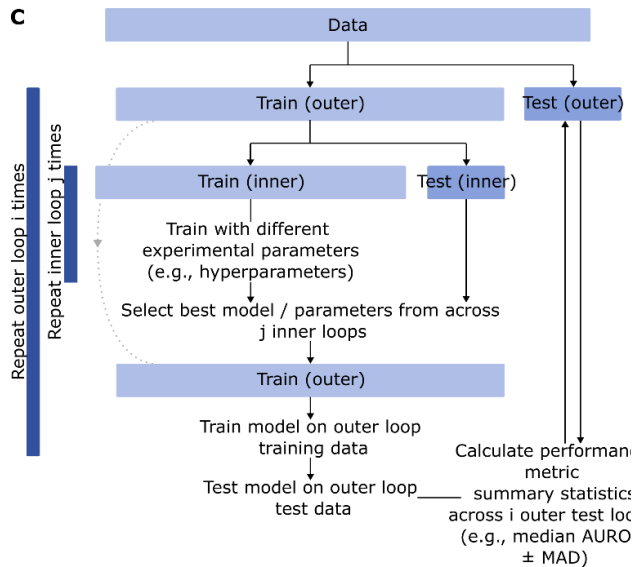 c
Data
Train (outer)
Test (outer)
Repeat outer loop i times
Repeat inner loop j times
Train (inner)
Test (inner)
Train with different
experimental parameters
(e.g., hyperparameters)
Select best model / parameters from across
j inner loops
Train (outer)
Train model on outer loop
training data
Test model on outer loop
test data
Calculate performanc
metric
summary statistics
across i outer test loo
(e.g., median AURO
± MAD)